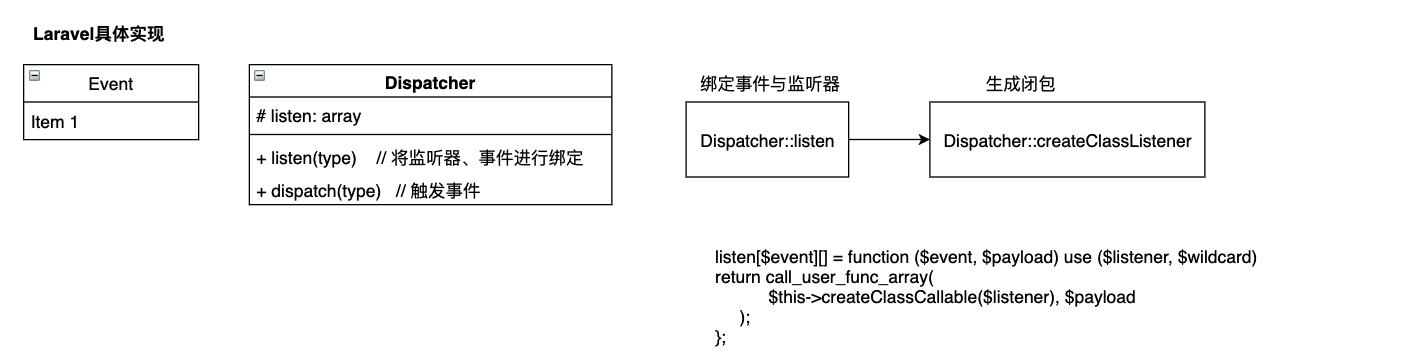 Laravel具体实现
Event
Item 1
Dispatcher
# listen: array
+ listen(type)    // 将监听器、事件进行绑定
+ dispatch(type)   // 触发事件
绑定事件与监听器
Dispatcher::listen
生成闭包
Dispatcher::createClassListener
listen[$event][] = function ($event, $payload) use ($listener, $wildcard)
return call_user_func_array(
$this->createClassCallable($listener), $payload
);
};